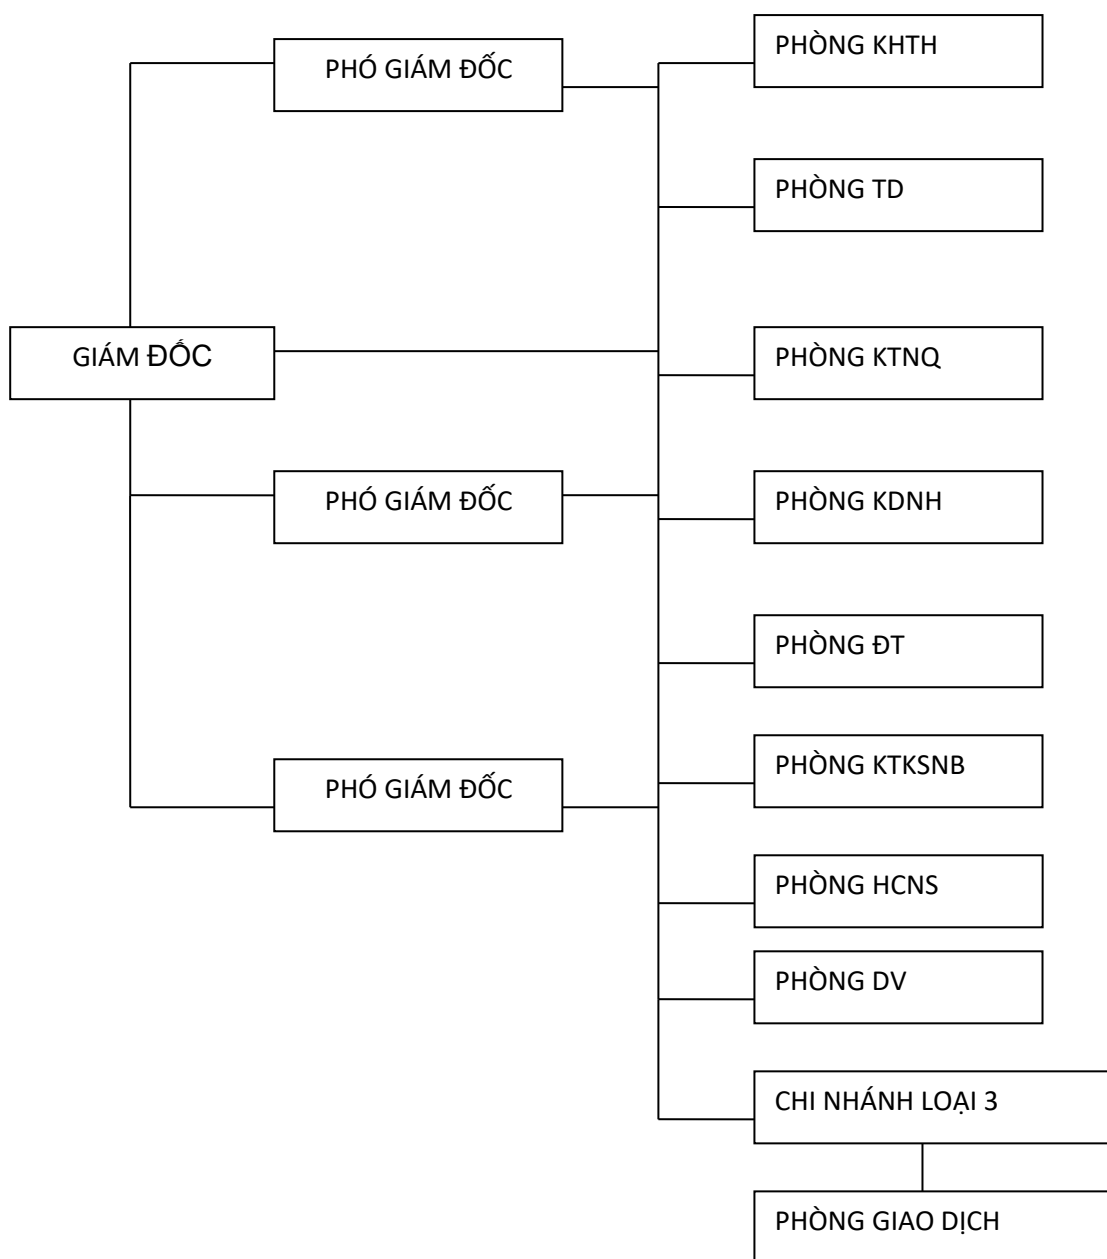 PHÒNG KHTH
PHÓ GIÁM ĐỐC
PHÒNG TD
GIÁM ĐỐC
PHÒNG KTNQ
PHÓ GIÁM ĐỐC
PHÒNG KDNH
PHÒNG ĐT
PHÒNG KTKSNB
PHÓ GIÁM ĐỐC
PHÒNG HCNS
PHÒNG DV
CHI NHÁNH LOẠI 3
PHÒNG GIAO DỊCH